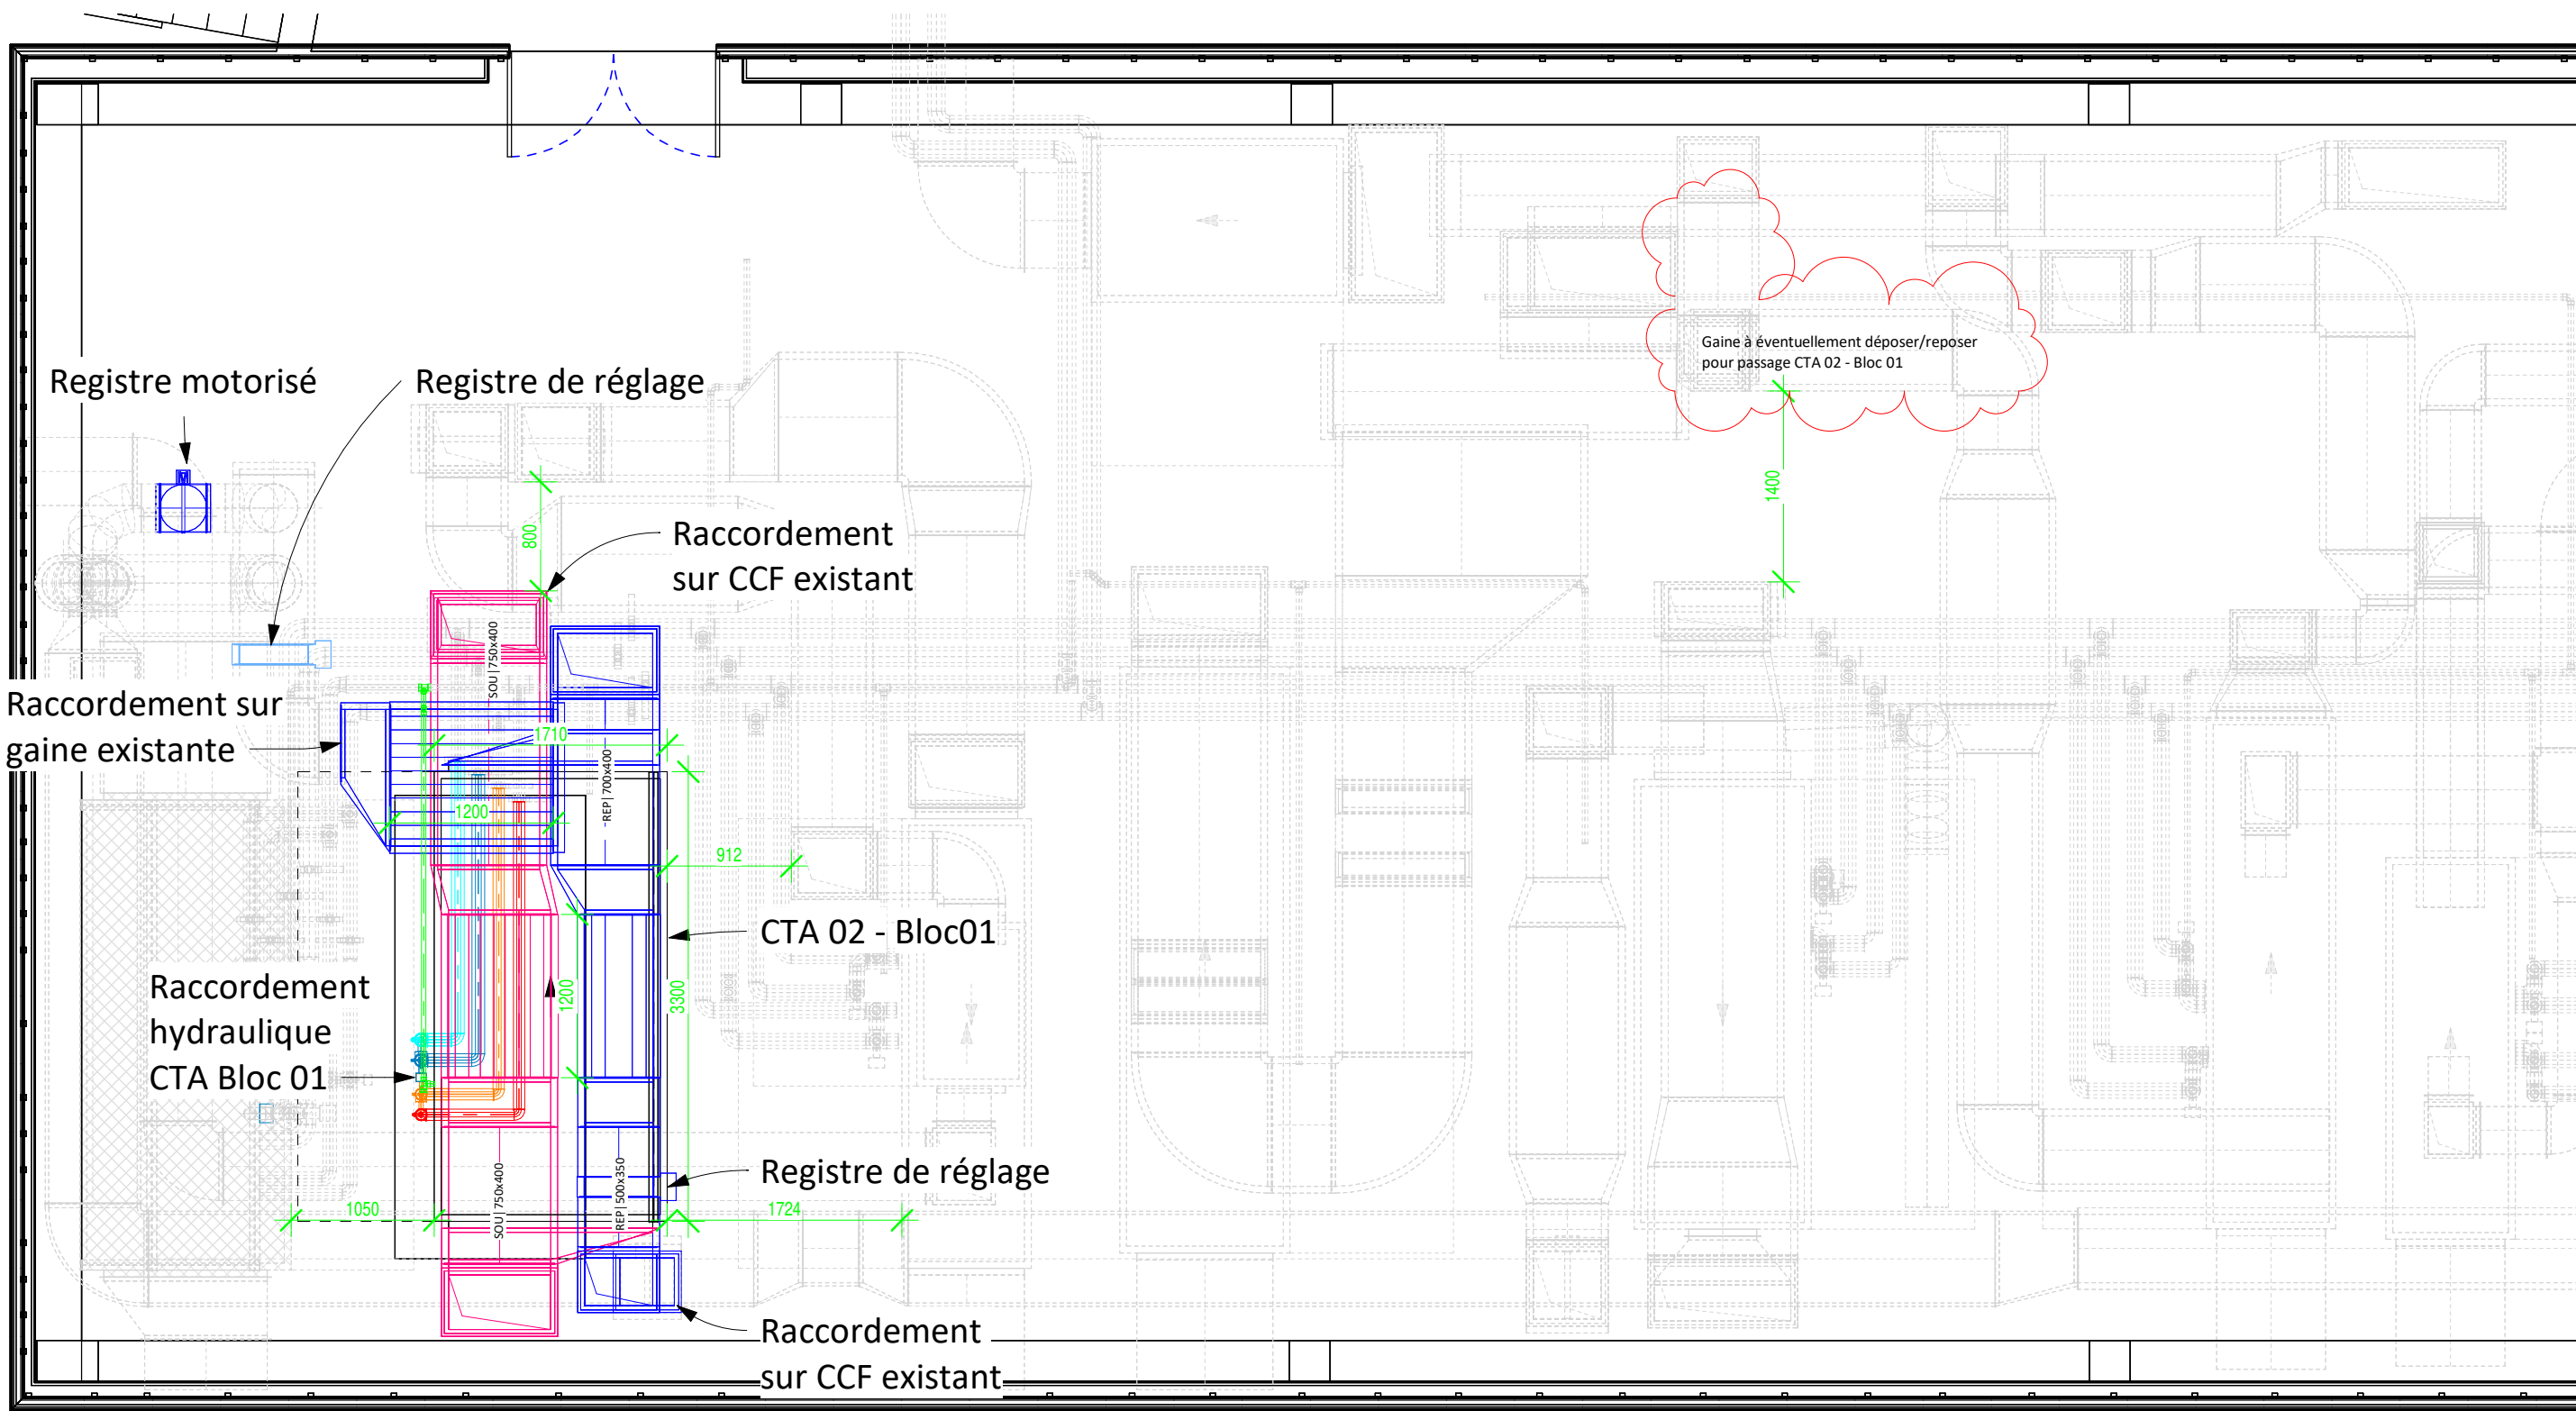 Gaine à éventuellement déposer/reposer
pour passage CTA 02 - Bloc 01
Registre motorisé
Registre de réglage
1400
800
Raccordement
sur CCF existant
SOU|750x400
Raccordement sur
gaine existante
1710
REP|700x400
1200
912
CTA 02 - Bloc01
Raccordement
hydraulique
CTA Bloc 01
1200
3300
Registre de réglage
SOU|750x400
REP|500x350
1050
1724
Raccordement
sur CCF existant